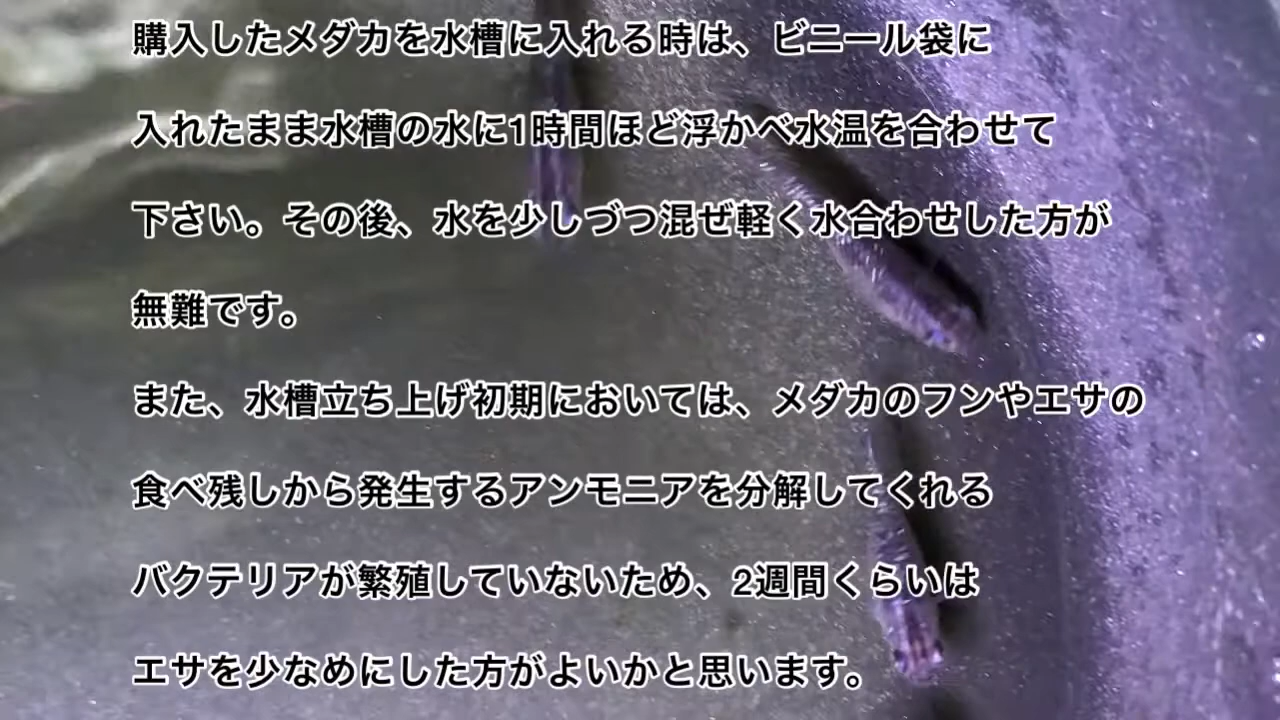 購入したメダカを水槽に入れる時は、ビニール袋に
入れたまま水槽の水に1時間ほど浮かべ水温を合わせて
下さい。その後、水を少しづつ混ぜ軽く水合わせした方が
無難です。
また、水槽立ち上げ初期においては、メダカのフンやエサの
食べ残しから発生するアンモニアを分解してくれる
バクテリアが繁殖していないため、2週間くらいは
エサを少なめにした方がよいかと思います。